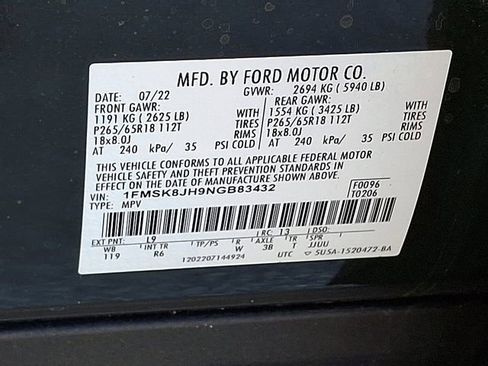 MFD. BY FORD MOTOR CO.
DATE: 07/22 GVWR: 2694 KG ( 5940 LB)
FRONT GAWR: REAR GAWR:
1191 KG ( 2625 LB) WITH 1554 KG ( 3425 LB) WITH
P265/65R18 112T TIRES P265/65R18 112T TIRES
18x8.0J RIMS 18x8.0J RIMS
AT 240 kPa/ 35 PSI COLD AT 240 kPa/ 35 PSI COLD
THIS VEHICLE CONFORMS TO ALL APPLICABLE FEDERAL MOTOR
VEHICLE SAFETY AND THEFT PREVENTION STANDARDS IN
EFFECT ON THE DATE OF MANUFACTURE SHOWN ABOVE.
VIN: 1FMSK8JH9NGB83432 F0096
TYPE: MPV T0206
EXT PNT: L9 RC: 13 DSO:
WB INT TR TP/PS R AXLE TR
119 R6 W 3B T JJUU
1202207144924 UTC 5U5A-1520472-BA